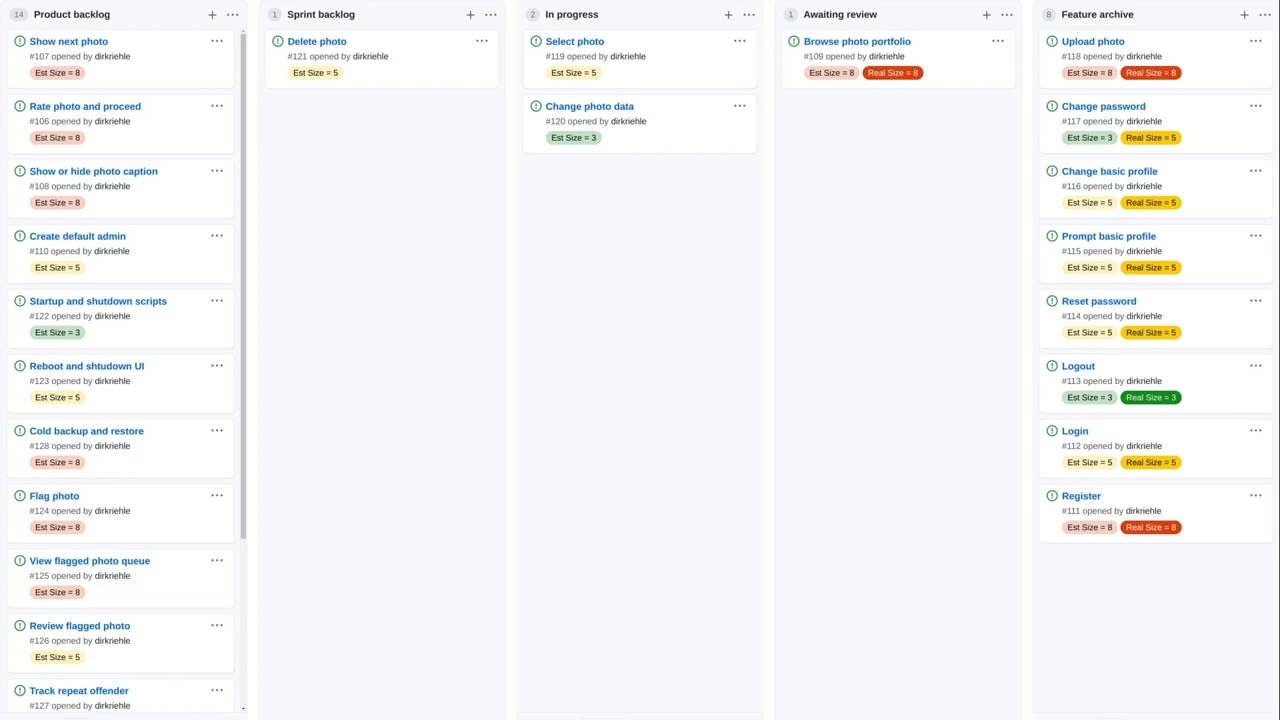 14 Product backlog
Show next photo
#107 opened by dirkriehle
Est Size = 8
Rate photo and proceed
#106 opened by dirkriehle
Est Size = 8
Show or hide photo caption
#108 opened by dirkriehle
Est Size = 8
Create default admin
#110 opened by dirkriehle
Est Size = 5
Startup and shutdown scripts
#122 opened by dirkriehle
Est Size = 3
Reboot and shtudown UI
#123 opened by dirkriehle
Est Size = 5
Cold backup and restore
#128 opened by dirkriehle
Est Size = 8
Flag photo
#124 opened by dirkriehle
Est Size = 8
View flagged photo queue
#125 opened by dirkriehle
Est Size = 8
Review flagged photo
#126 opened by dirkriehle
Est Size = 5
Track repeat offender
#127 opened by dirkriehle
1 Sprint backlog
Delete photo
#121 opened by dirkriehle
Est Size = 5
2 In progress
Select photo
#119 opened by dirkriehle
Est Size = 5
Change photo data
#120 opened by dirkriehle
Est Size = 3
1 Awaiting review
Browse photo portfolio
#109 opened by dirkriehle
Est Size = 8 Real Size = 8
8 Feature archive
Upload photo
#118 opened by dirkriehle
Est Size = 8 Real Size = 8
Change password
#117 opened by dirkriehle
Est Size = 3 Real Size = 5
Change basic profile
#116 opened by dirkriehle
Est Size = 5 Real Size = 5
Prompt basic profile
#115 opened by dirkriehle
Est Size = 5 Real Size = 5
Reset password
#114 opened by dirkriehle
Est Size = 5 Real Size = 5
Logout
#113 opened by dirkriehle
Est Size = 3 Real Size = 3
Login
#112 opened by dirkriehle
Est Size = 5 Real Size = 5
Register
#111 opened by dirkriehle
Est Size = 8 Real Size = 8